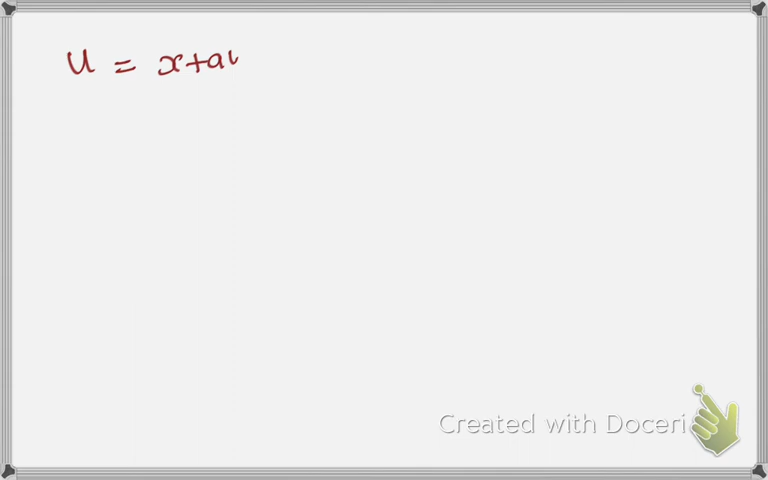 u = x+a
Created with Doceri